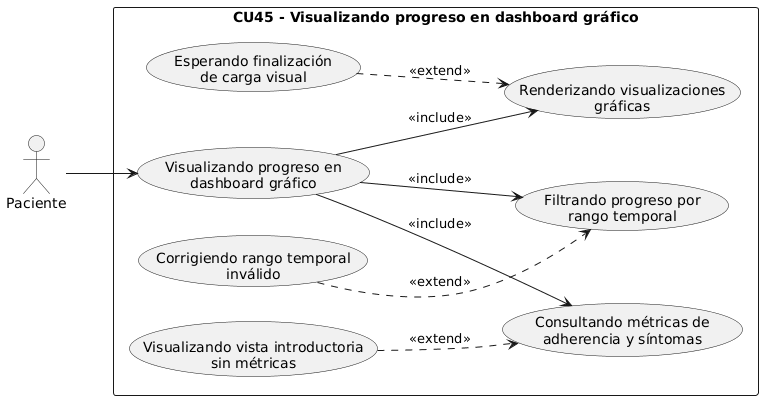 CU45 - Visualizando progreso en dashboard gráfico
Esperando finalización
de carga visual
«extend»
Renderizando visualizaciones
gráficas
«include»
Paciente
Visualizando progreso en
dashboard gráfico
«include»
Filtrando progreso por
rango temporal
«include»
Corrigiendo rango temporal
inválido
«extend»
Consultando métricas de
adherencia y síntomas
Visualizando vista introductoria
sin métricas
«extend»